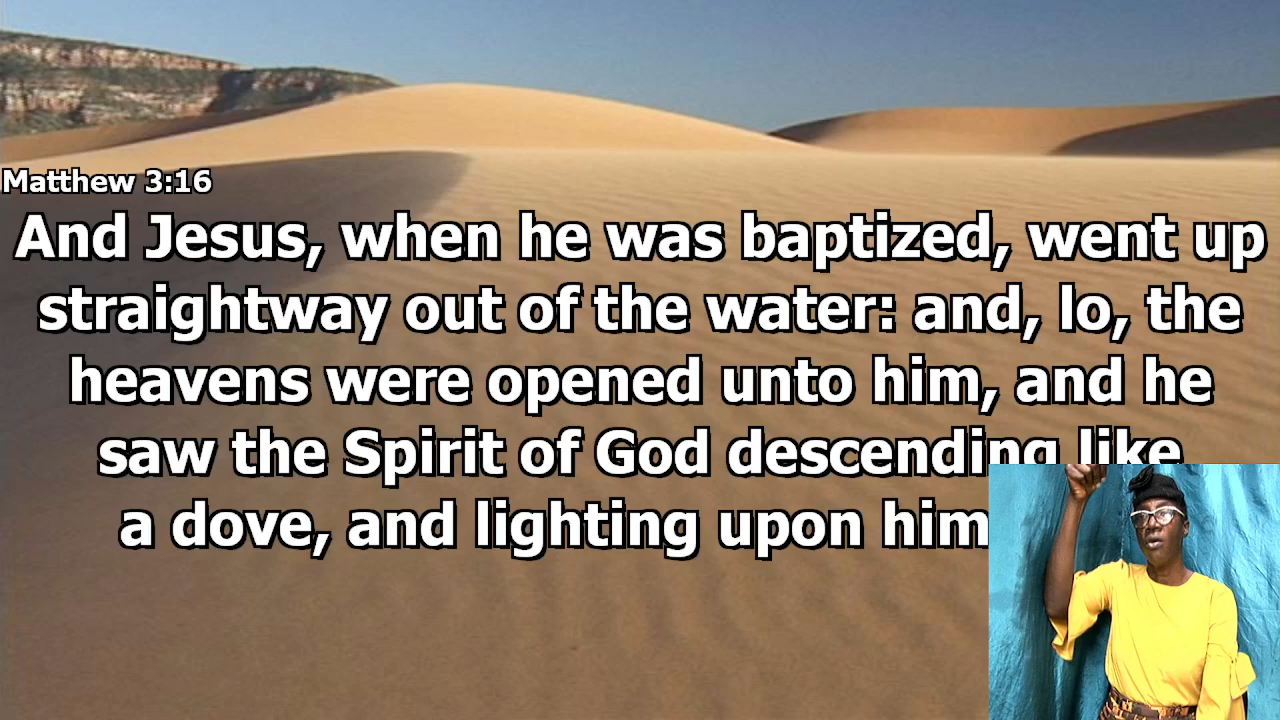 Matthew 3:16
And Jesus, when he was baptized, went up
straightway out of the water: and, lo, the
heavens were opened unto him, and he
saw the Spirit of God descending like
a dove, and lighting upon him